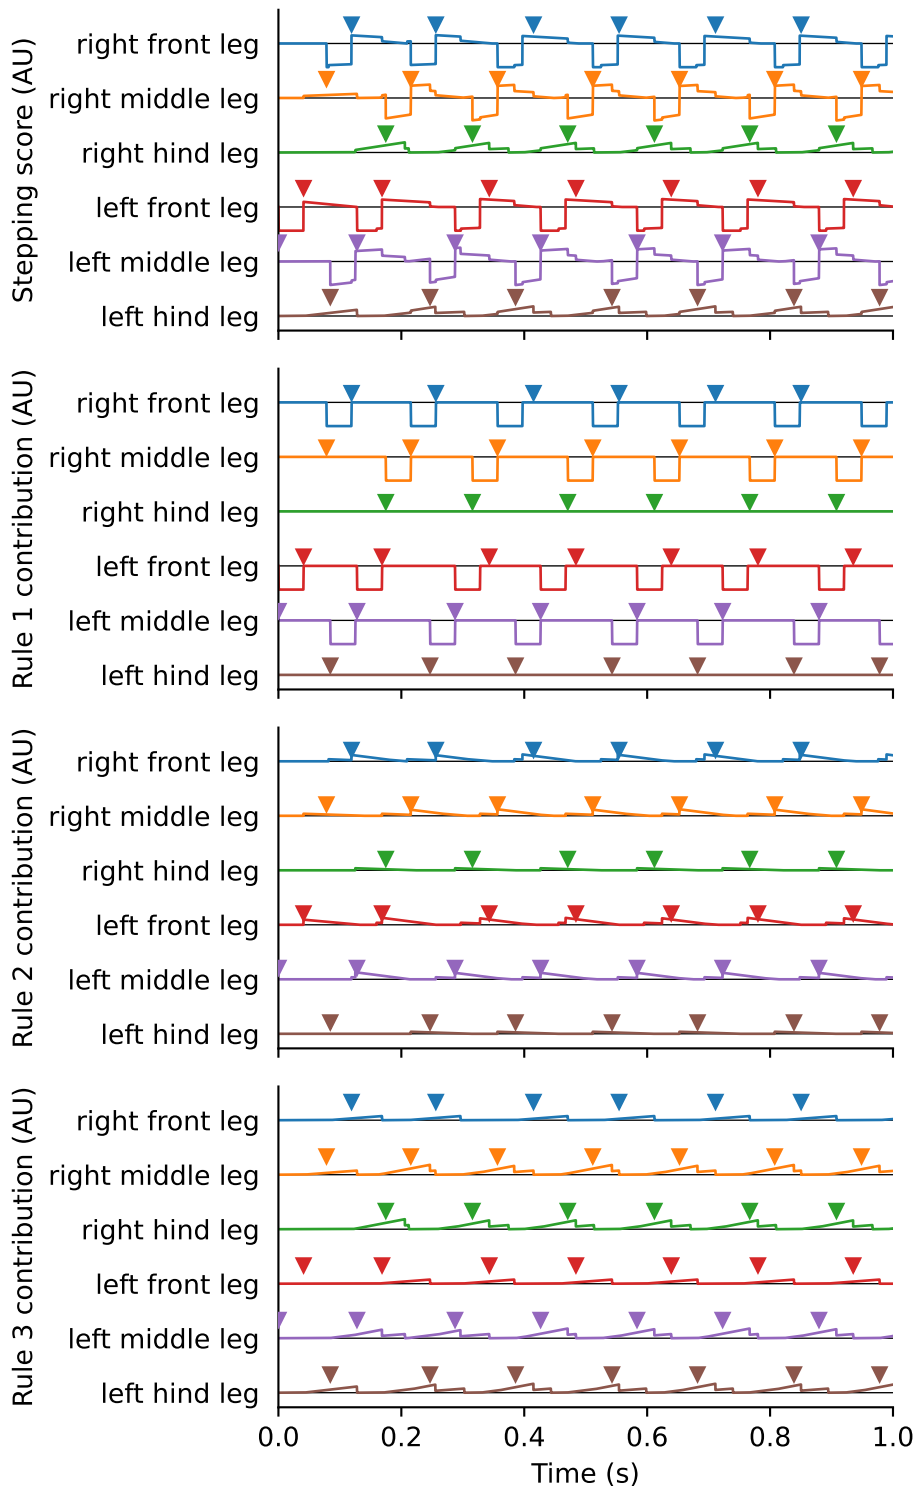 Stepping score (AU)
right front leg
right middle leg
right hind leg
left front leg
left middle leg
left hind leg
Rule 1 contribution (AU)
right front leg
right middle leg
right hind leg
left front leg
left middle leg
left hind leg
Rule 2 contribution (AU)
right front leg
right middle leg
right hind leg
left front leg
left middle leg
left hind leg
Rule 3 contribution (AU)
right front leg
right middle leg
right hind leg
left front leg
left middle leg
left hind leg
0.0 0.2 0.4 0.6 0.8 1.0
Time (s)